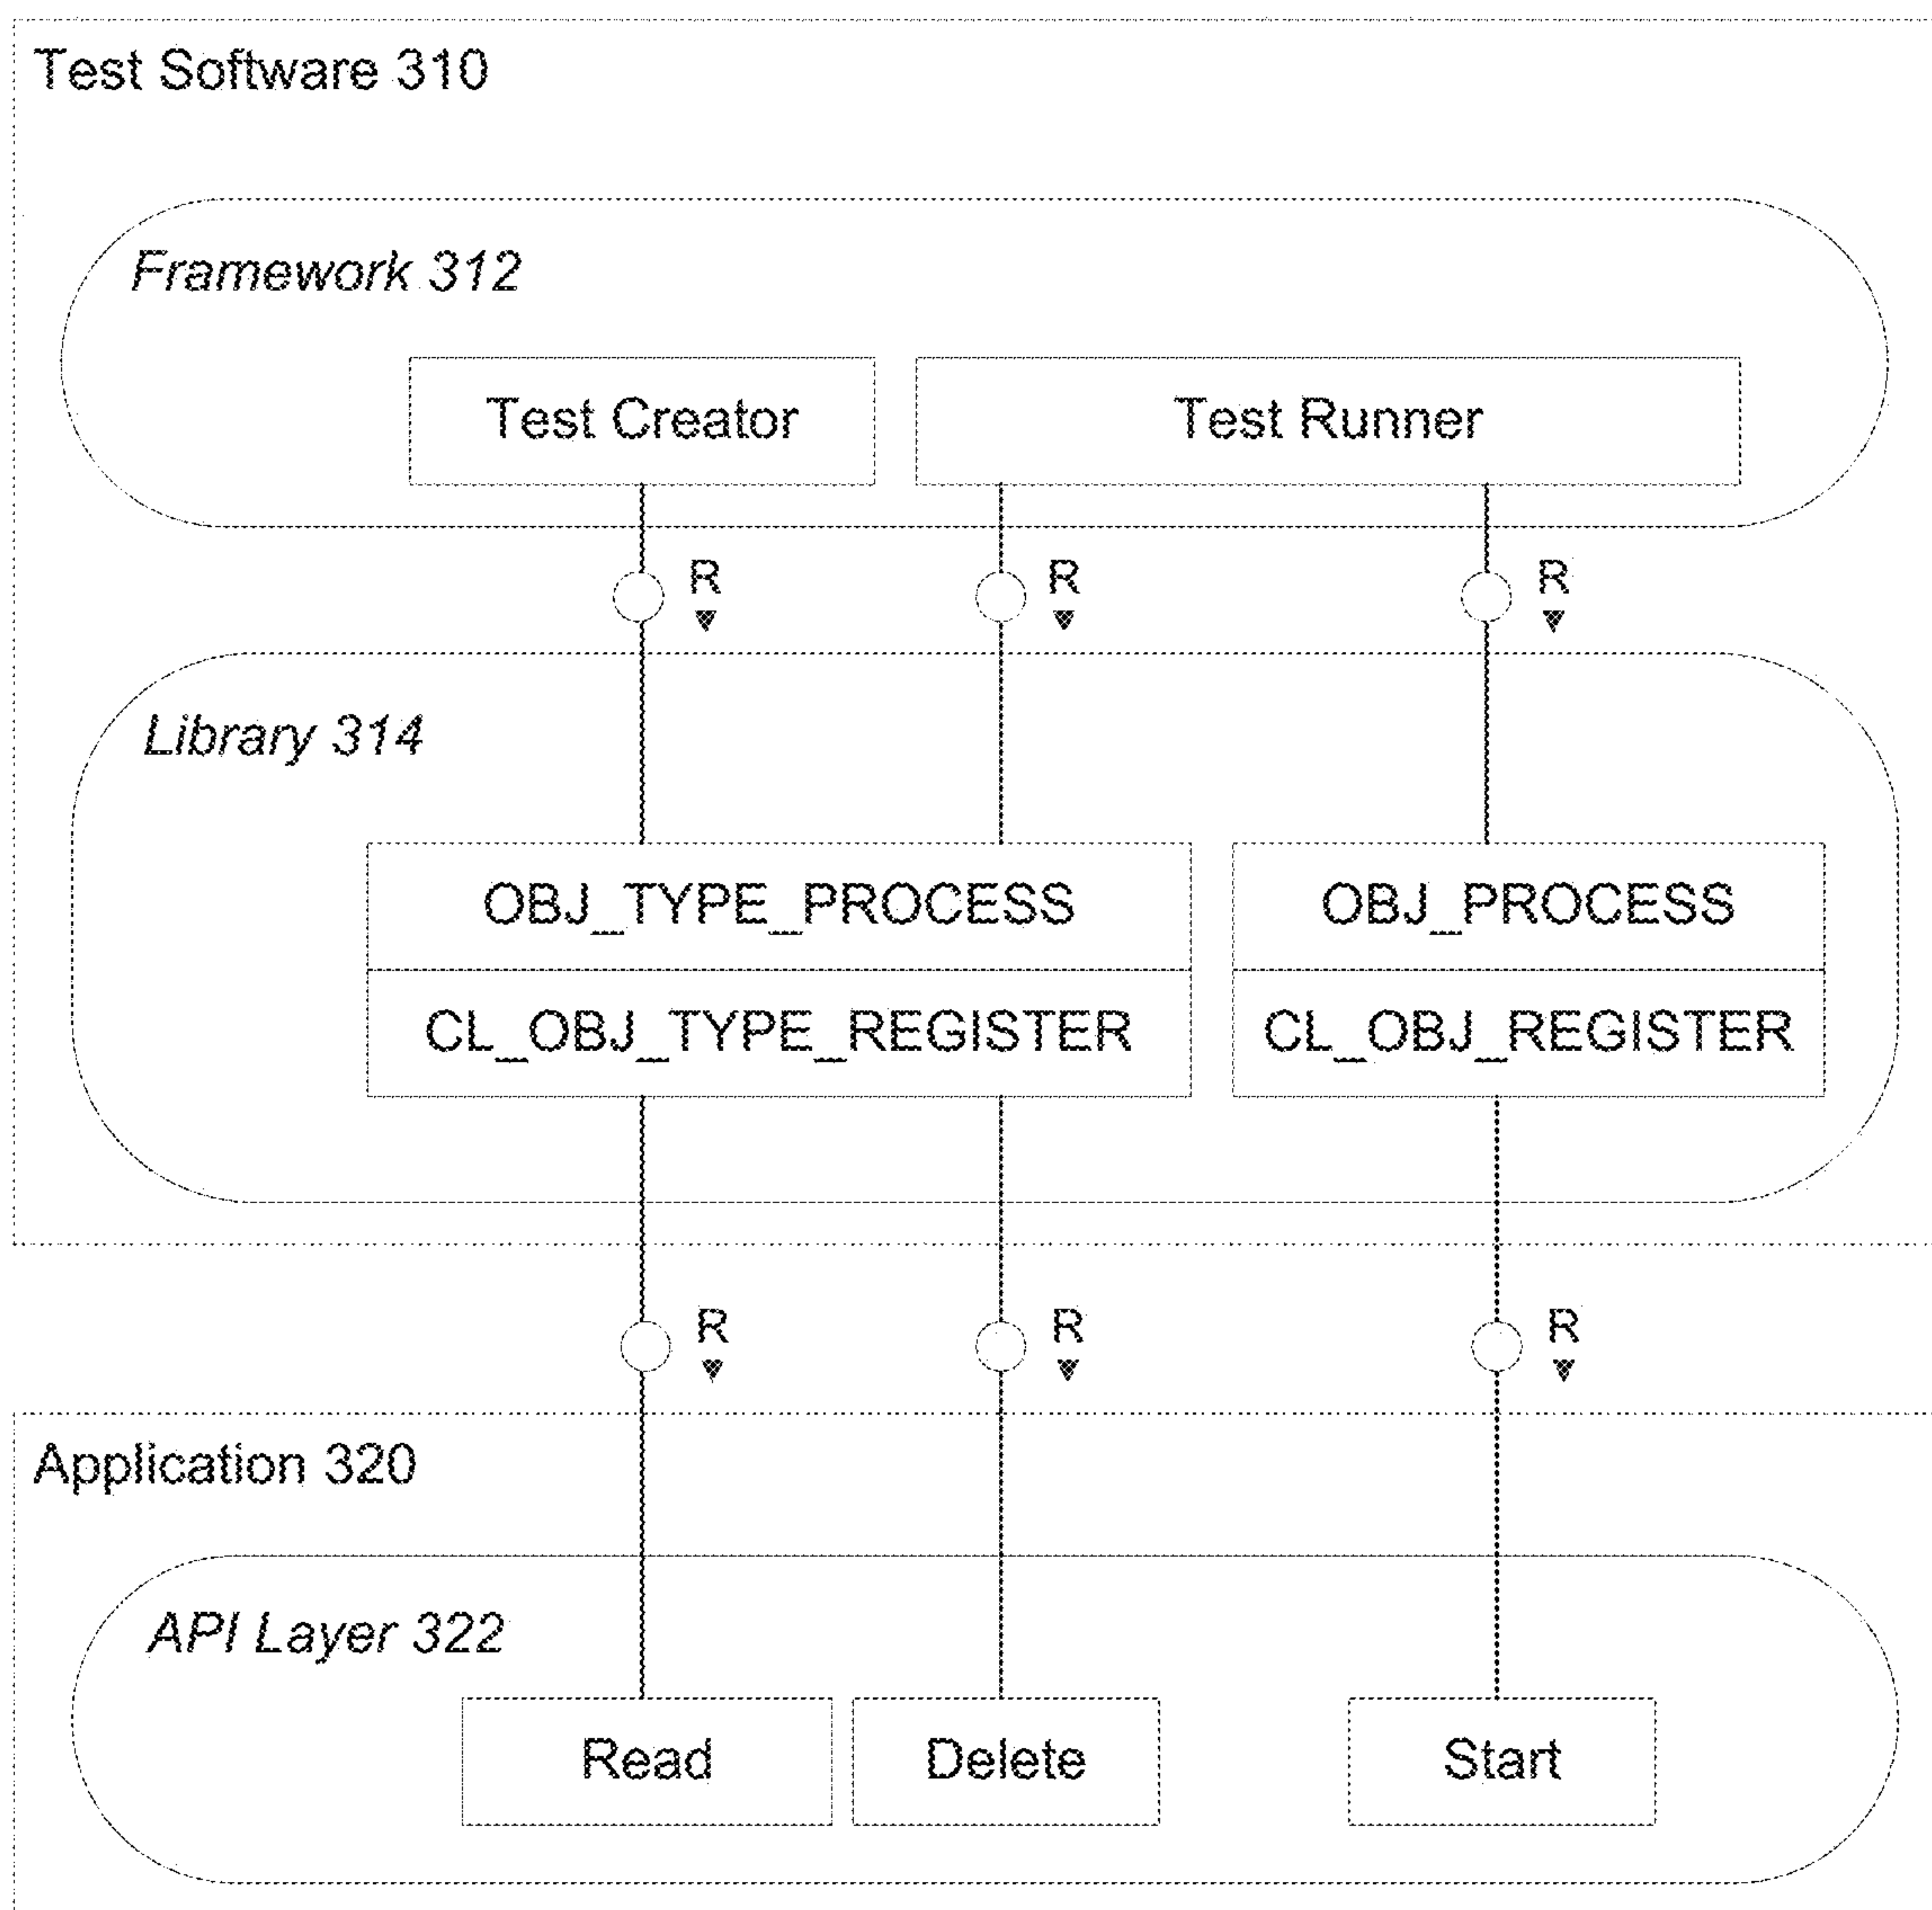 Test Software 310
Framework 312
Test Creator
Test Runner
R
R
R
Library 314
OBJ_TYPE_PROCESS
OBJ_PROCESS
CL_OBJ_TYPE_REGISTER
CL_OBJ_REGISTER
R
R
R
Application 320
API Layer 322
Read
Delete
Start